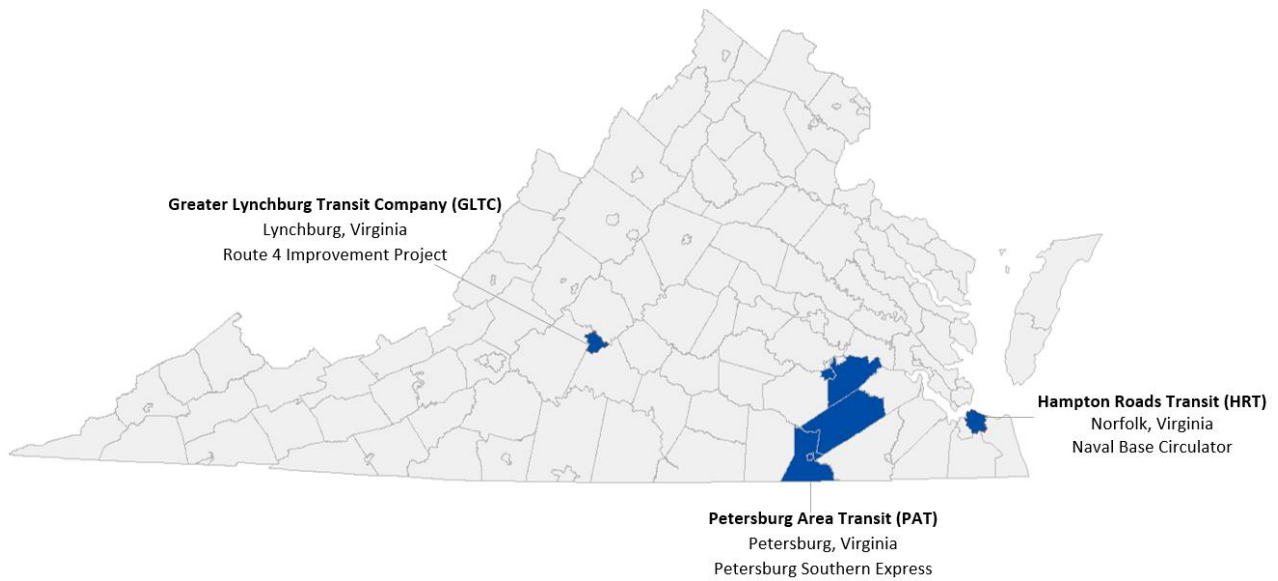 Greater Lynchburg Transit Company (GLTC)
Lynchburg, Virginia
Route 4 Improvement Project
Hampton Roads Transit (HRT)
Norfolk, Virginia
Naval Base Circulator
Petersburg Area Transit (PAT)
Petersburg, Virginia
Petersburg Southern Express